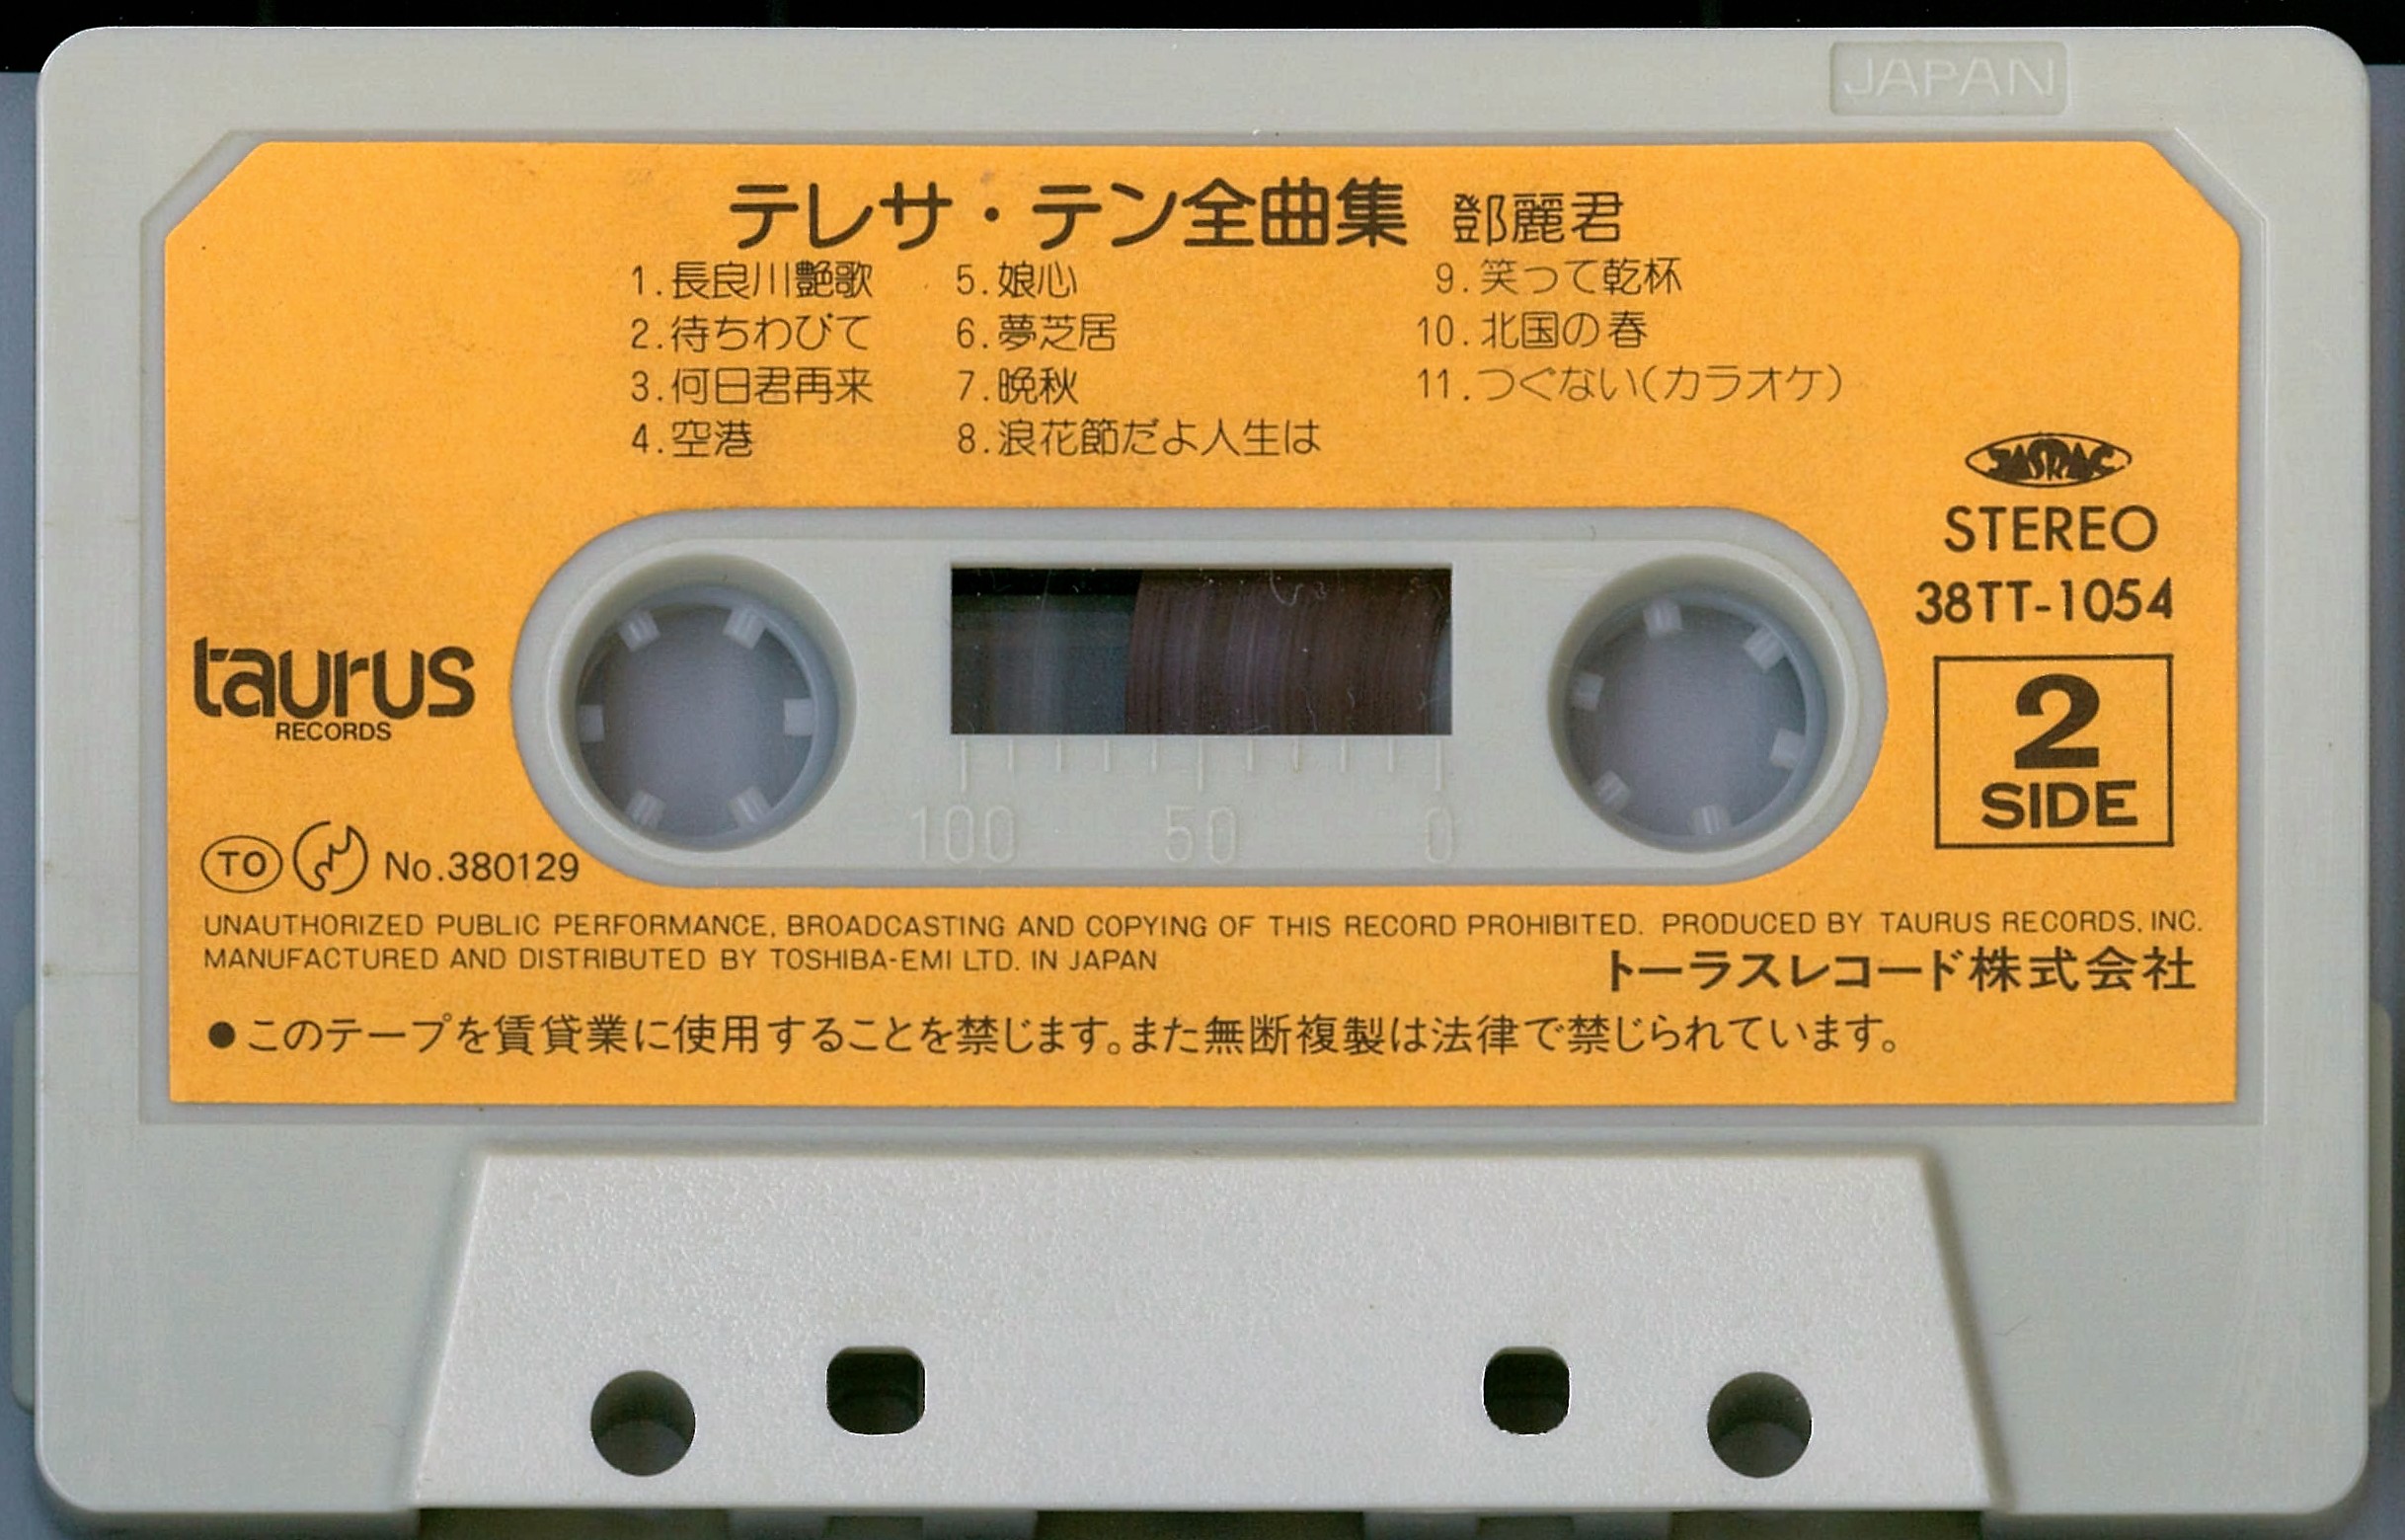 JAPAN
テレサ・テン全曲集 鄧麗君
1.長良川艶歌
2.待ちわびて
3.何日君再来
4.空港
5.娘心
6.夢芝居
7.晩秋
8.浪花節だよ人生は
9.笑って乾杯
10.北国の春
11.つぐない(カラオケ)
JASRAC
STEREO
38TT-1054
2
SIDE
taurus
RECORDS
TO No.380129
100 50 0
UNAUTHORIZED PUBLIC PERFORMANCE, BROADCASTING AND COPYING OF THIS RECORD PROHIBITED. PRODUCED BY TAURUS RECORDS, INC.
MANUFACTURED AND DISTRIBUTED BY TOSHIBA-EMI LTD. IN JAPAN
トーラスレコード株式会社
●このテープを賃貸業に使用することを禁じます。また無断複製は法律で禁じられています。